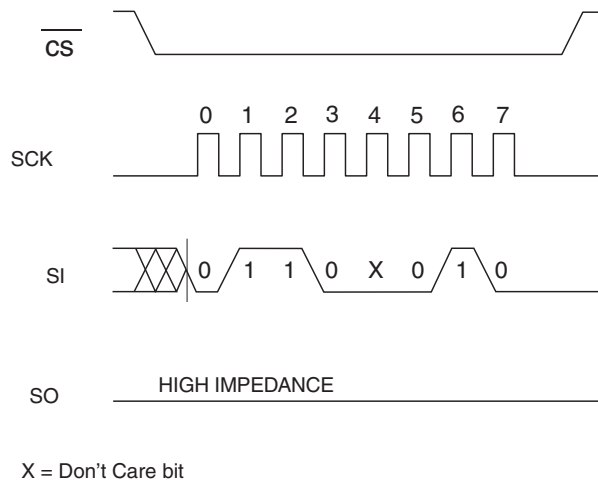 CS
0 1 2 3 4 5 6 7
SCK
SI 0 1 1 0 X 0 1 0
HIGH IMPEDANCE
SO
X = Don't Care bit